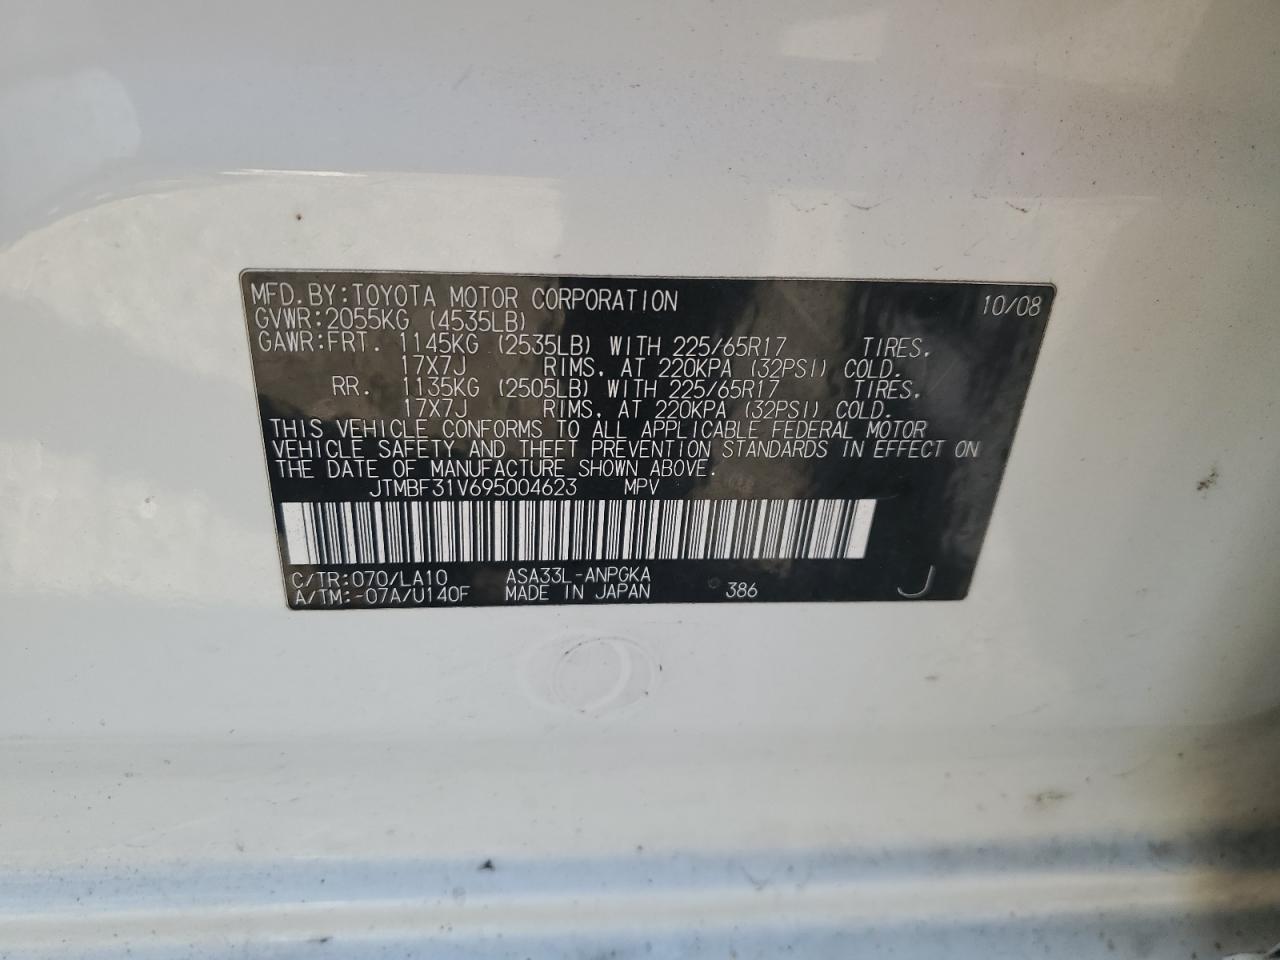 MFD. BY: TOYOTA MOTOR CORPORATION 10/08
GVWR: 2055KG (4535LB)
GAWR: FRT. 1145KG (2535LB) WITH 225/65R17 TIRES.
17X7J RIMS. AT 220KPA (32PSI) COLD.
RR. 1135KG (2505LB) WITH 225/65R17 TIRES.
17X7J RIMS. AT 220KPA (32PSI) COLD.
THIS VEHICLE CONFORMS TO ALL APPLICABLE FEDERAL MOTOR
VEHICLE SAFETY AND THEFT PREVENTION STANDARDS IN EFFECT ON
THE DATE OF MANUFACTURE SHOWN ABOVE.
JTMBF31V695004623 MPV
C/TR: 070/LA10 ASA33L-ANPGKA
A/TM: -07A/U140F MADE IN JAPAN 386 J